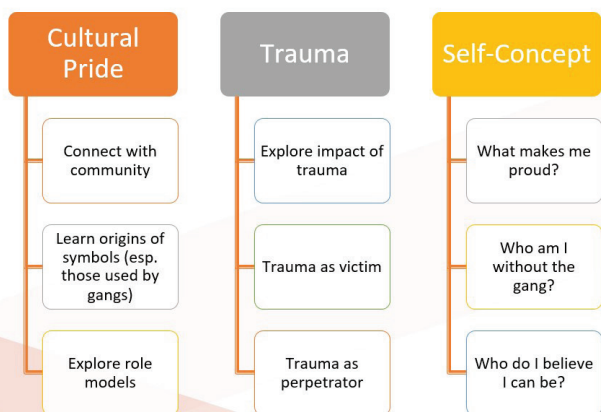 Cultural
Pride
Connect with
community
Learn origins of
symbols (esp.
those used by
gangs)
Explore role
models
Trauma
Explore impact of
trauma
Trauma as victim
Trauma as
perpetrator
Self-Concept
What makes me
proud?
Who am I
without the
gang?
Who do I believe
I can be?